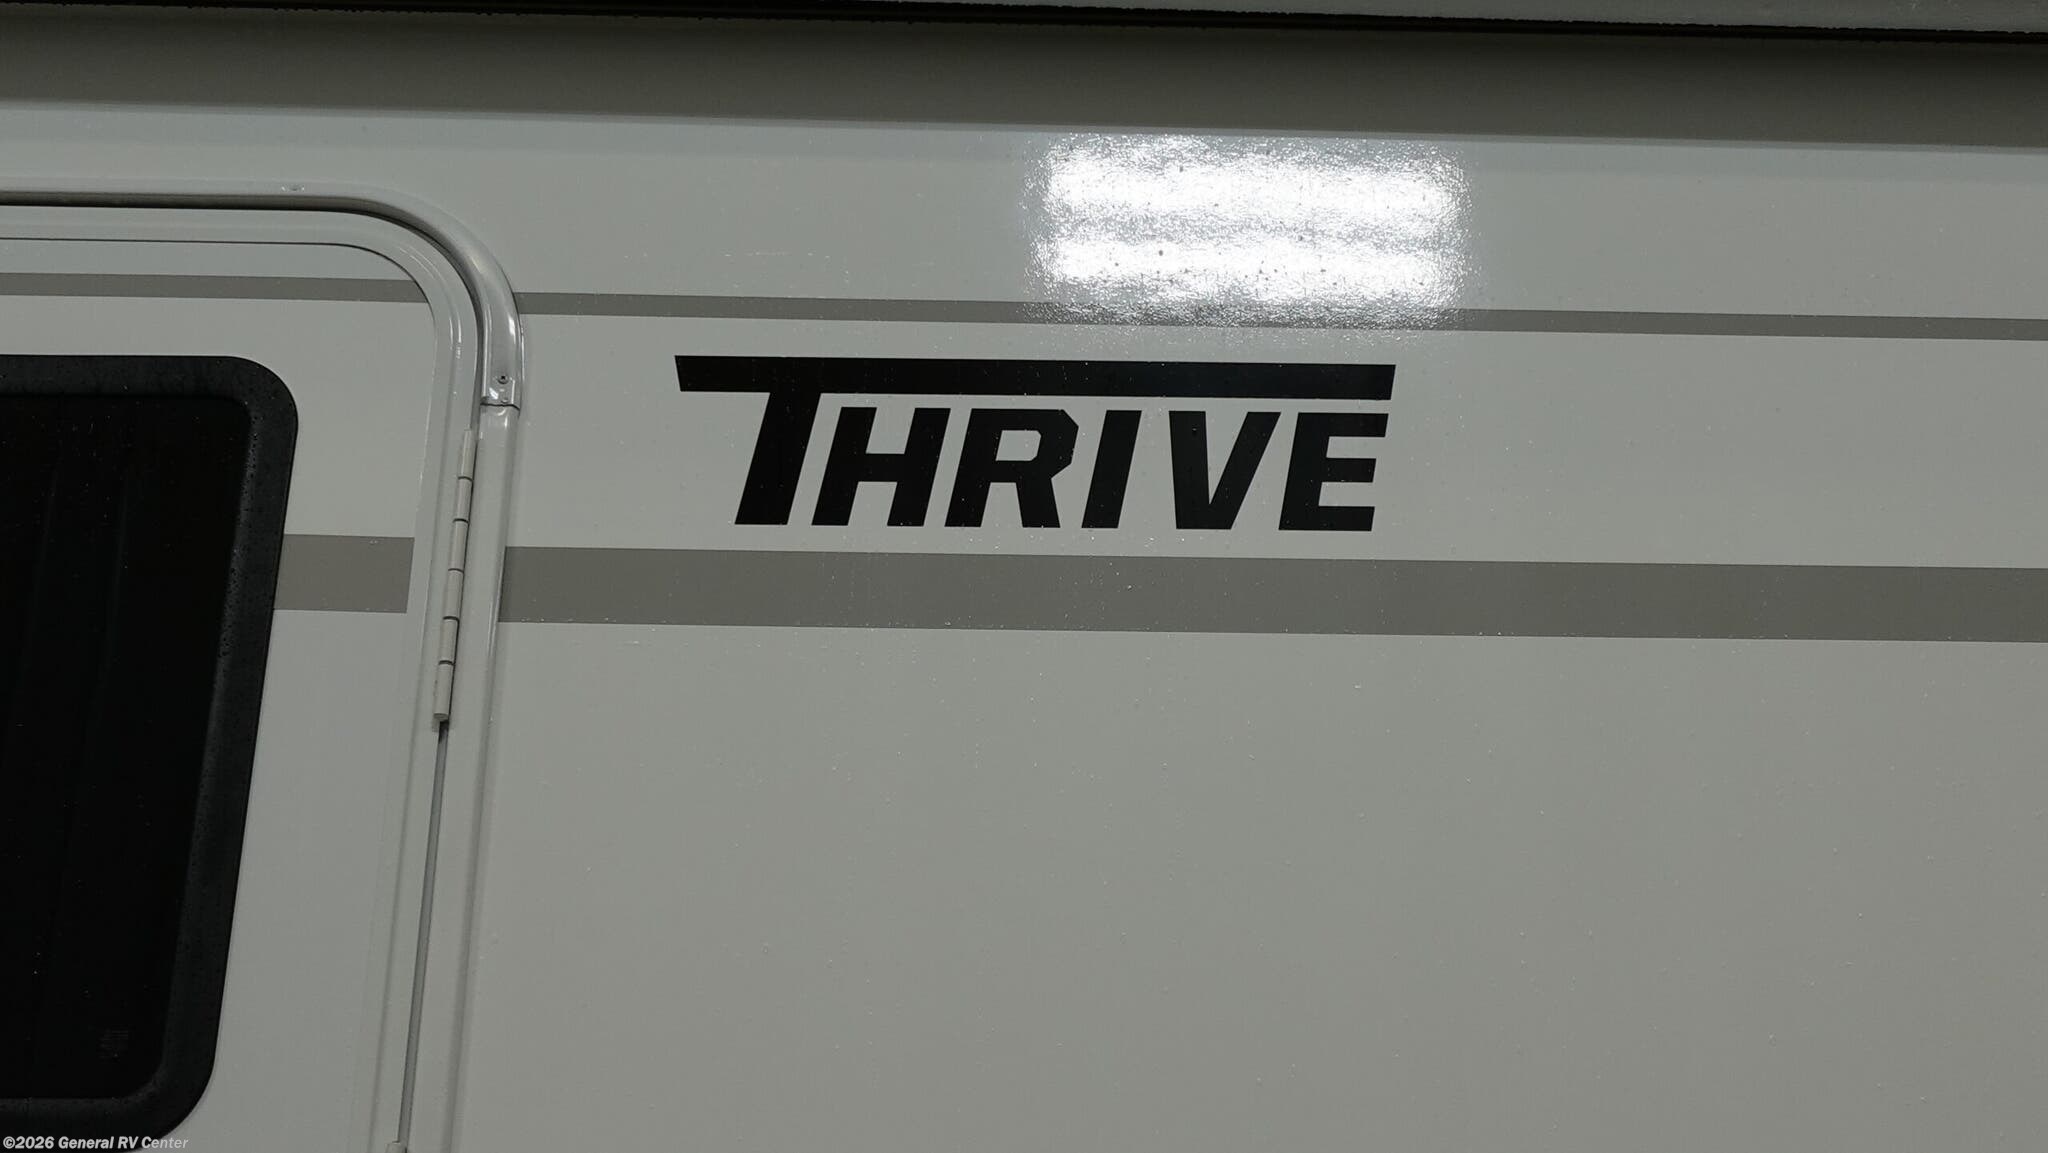 THRIVE
©2026 General RV Center